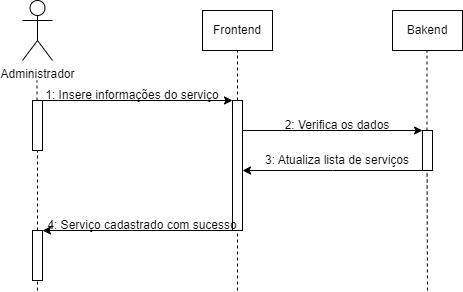 Frontend
Bakend
Administrador
1: Insere informações do serviço
2: Verifica os dados
3: Atualiza lista de serviços
4: Serviço cadastrado com sucesso